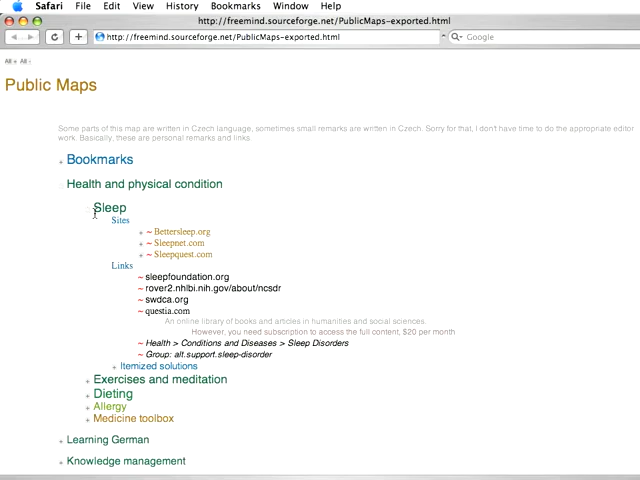 Safari File Edit View History Bookmarks Window Help
http://freemind.sourceforge.net/PublicMaps-exported.html
http://freemind.sourceforge.net/PublicMaps-exported.html Google
All + All -
Public Maps
Some parts of this map are written in Czech language, sometimes small remarks are written in Czech. Sorry for that, I don't have time to do the appropriate editor
work. Basically, these are personal remarks and links.
+ Bookmarks
Health and physical condition
Sleep
Sites
+ ~ Bettersleep.org
+ ~ Sleepnet.com
+ ~ Sleepquest.com
Links
~ sleepfoundation.org
~ rover2.nhlbi.nih.gov/about/ncsdr
~ swdca.org
~ questia.com
An online library of books and articles in humanities and social sciences.
However, you need subscription to access the full content, $20 per month
~ Health > Conditions and Diseases > Sleep Disorders
~ Group: alt.support.sleep-disorder
+ Itemized solutions
+ Exercises and meditation
+ Dieting
+ Allergy
+ Medicine toolbox
+ Learning German
+ Knowledge management